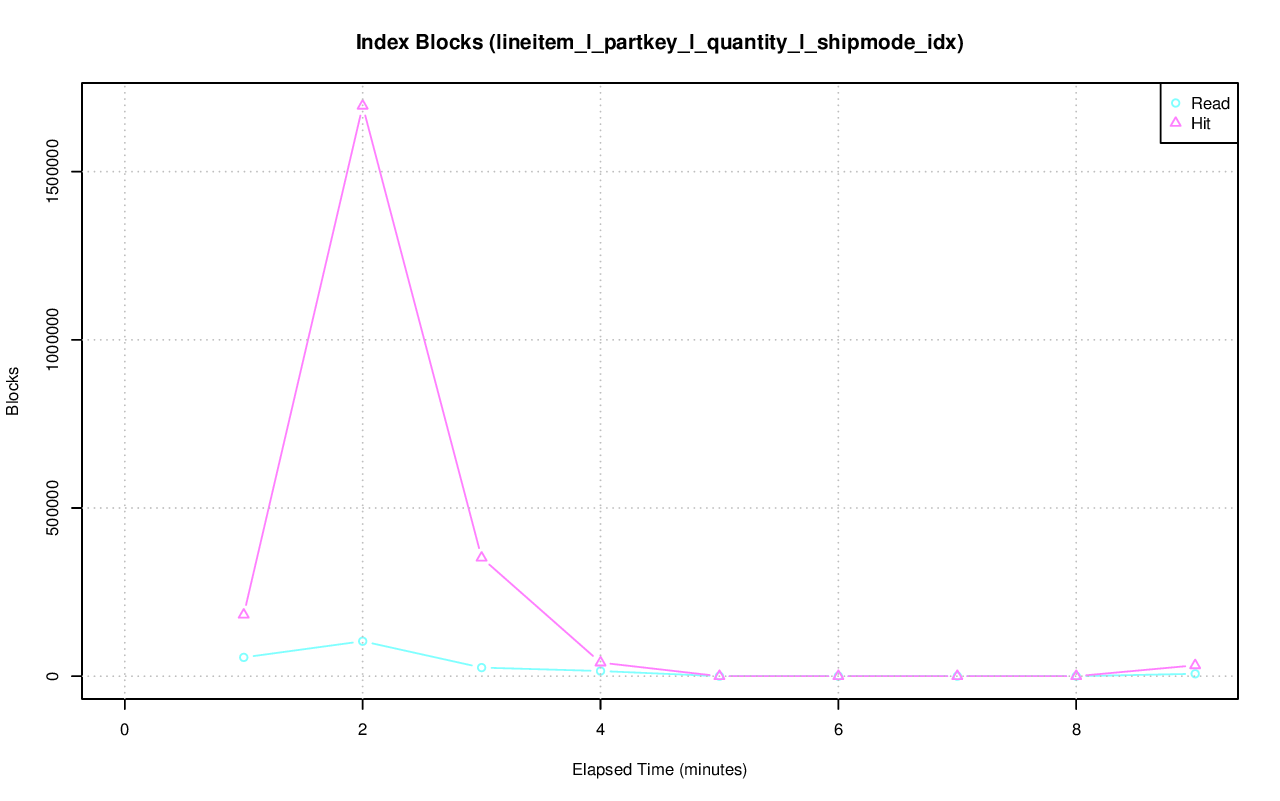 Index Blocks (lineitem_l_partkey_l_quantity_l_shipmode_idx)
Read
Hit
Blocks
1500000
1000000
500000
0
0 2 4 6 8
Elapsed Time (minutes)